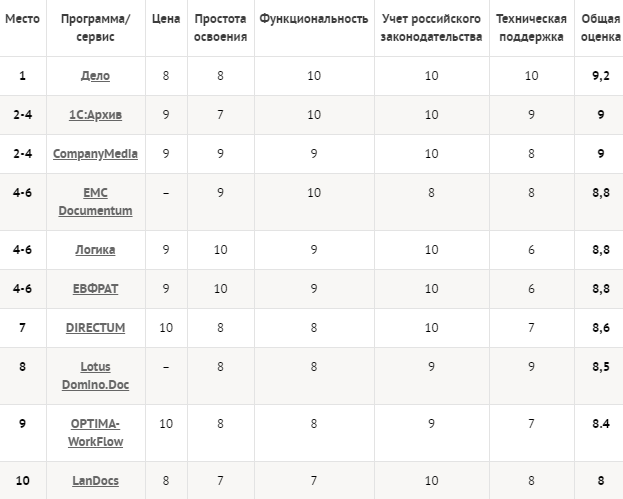 Место Программа/ Цена Простота Функциональность Учет российского Техническая Общая
сервис освоения законодательства поддержка оценка
1 Дело 8 8 10 10 10 9,2
2-4 1С:Архив 9 7 10 10 9 9
2-4 CompanyMedia 9 9 9 10 8 9
4-6 EMC – 9 10 8 8 8,8
Documentum
4-6 Логика 9 10 9 10 6 8,8
4-6 ЕВФРАТ 9 10 9 10 6 8,8
7 DIRECTUM 10 8 8 10 7 8,6
8 Lotus – 8 8 9 9 8,5
Domino.Doc
9 OPTIMA- 10 8 8 9 7 8.4
WorkFlow
10 LanDocs 8 7 7 10 8 8